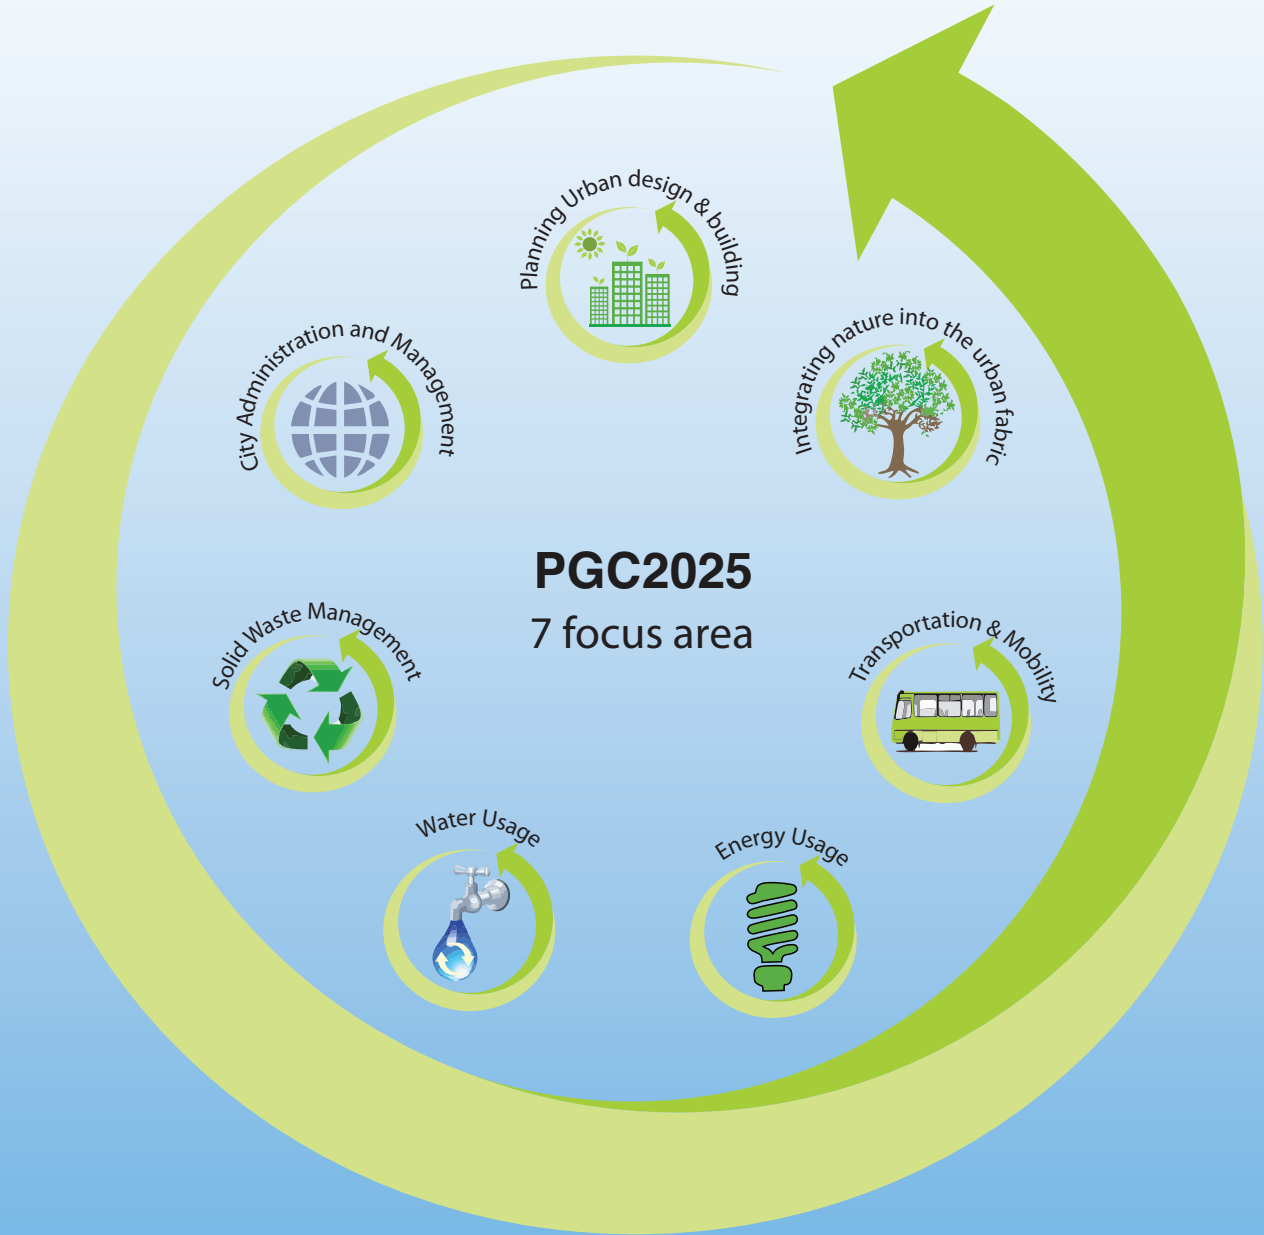 Planning Urban design & building
Integrating nature into the urban fabric
City Administration and Management
PGC2025
7 focus area
Solid Waste Management
Transportation & Mobility
Water Usage
Energy Usage